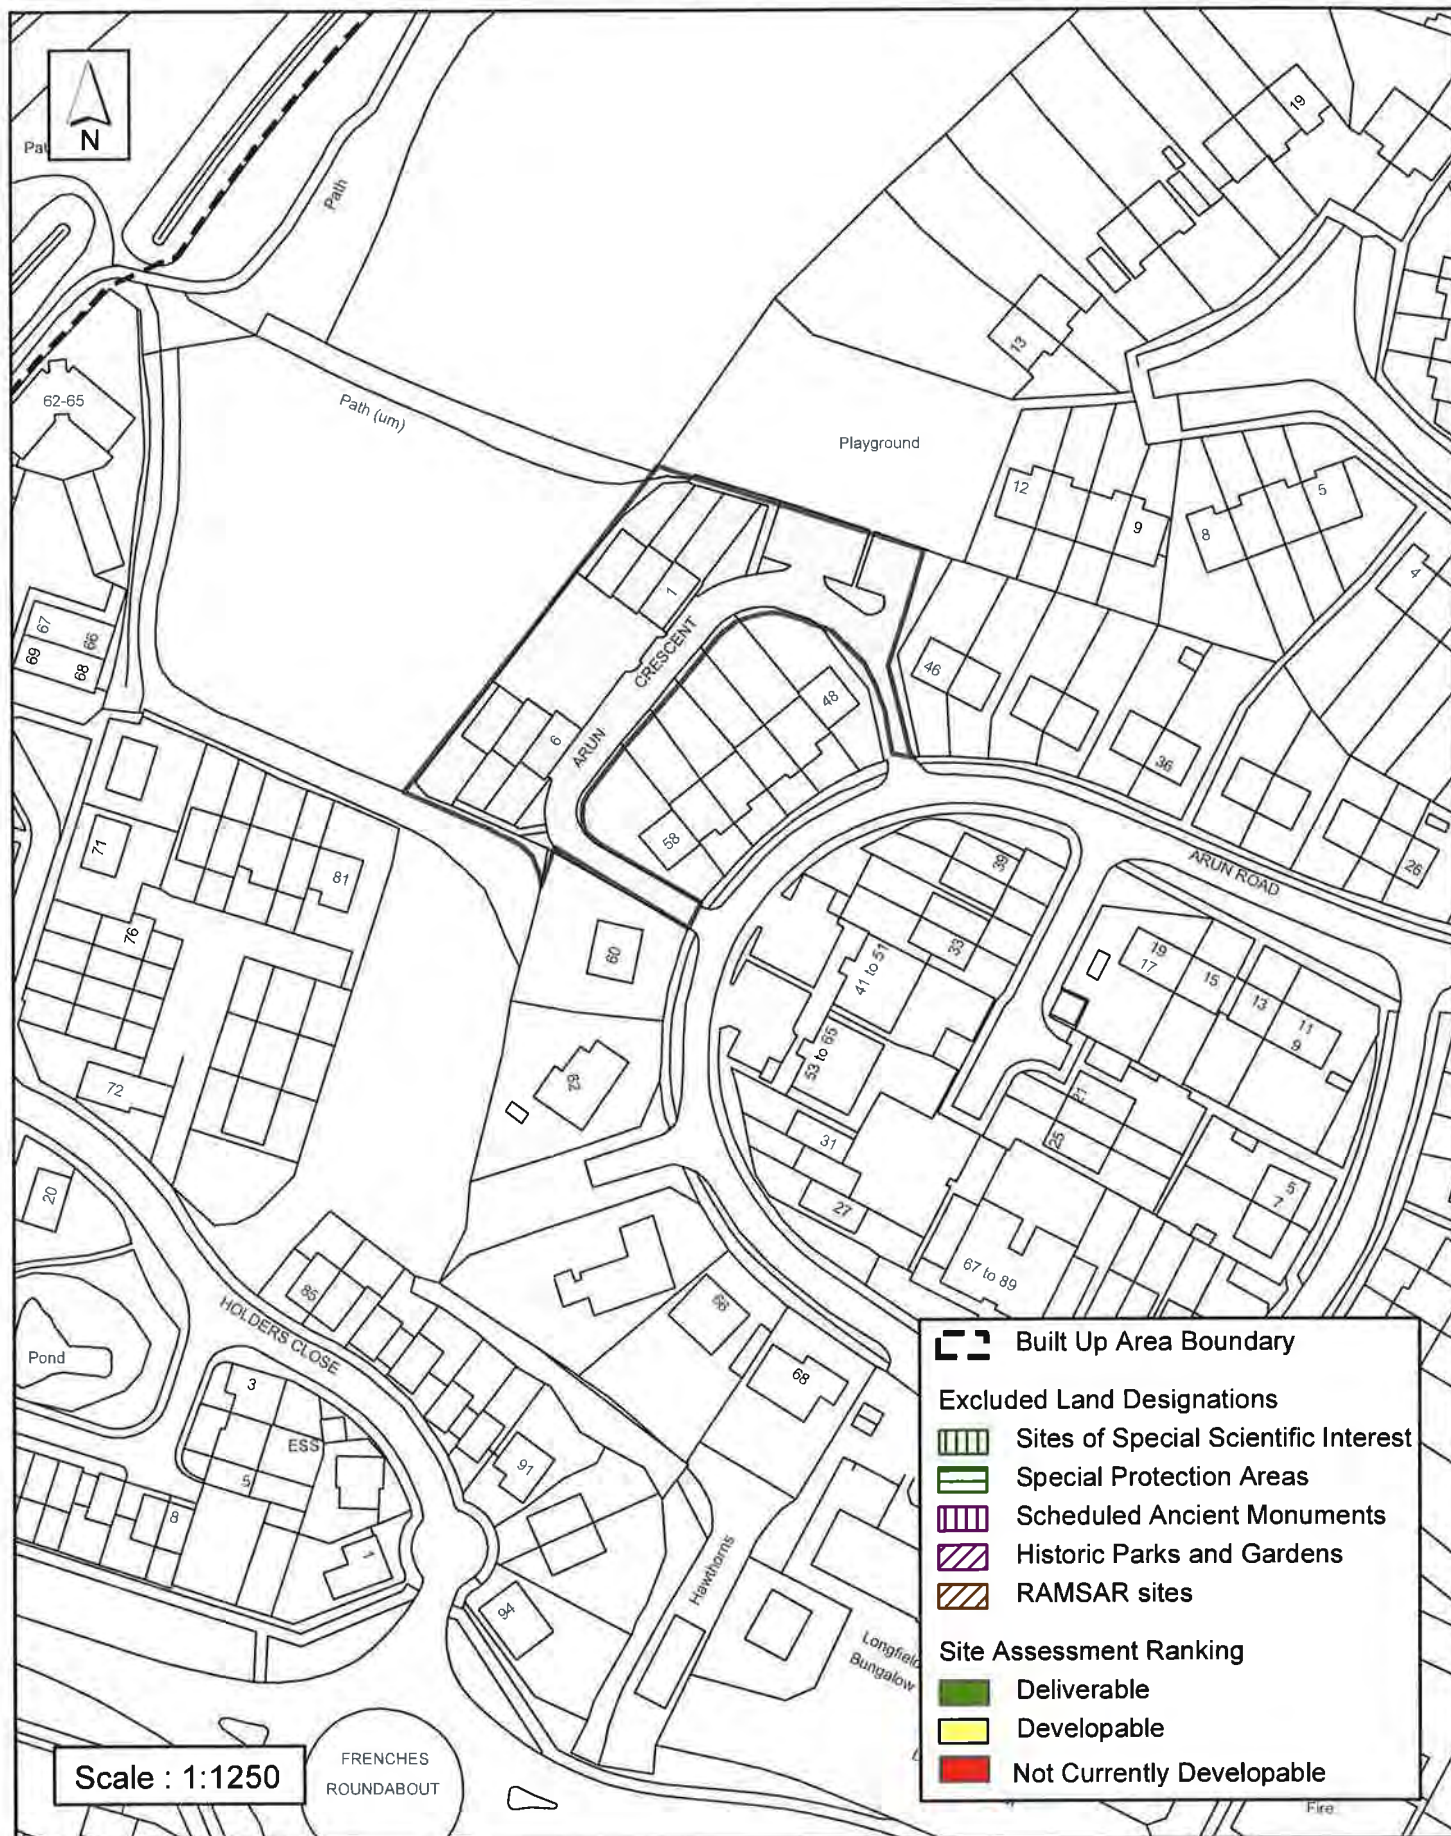 N
Path
19
Path (um)
62-65
13
Playground
12
9
8
5
4
67
66
69
68
1
CRESCENT
ARUN
6
48
46
36
26
58
ARUN ROAD
71
81
76
60
39
33
41 to 51
53 to 65
19
17
15
13
11
9
72
62
31
27
21
25
5
7
20
67 to 89
85
66
68
HOLDERS CLOSE
Pond
3
ESS
5
8
1
91
94
Hawthorns
Longfield
Bungalow
FRENCHES
ROUNDABOUT
Scale : 1:1250
Built Up Area Boundary
Excluded Land Designations
Sites of Special Scientific Interest
Special Protection Areas
Scheduled Ancient Monuments
Historic Parks and Gardens
RAMSAR sites
Site Assessment Ranking
Deliverable
Developable
Not Currently Developable
Fire